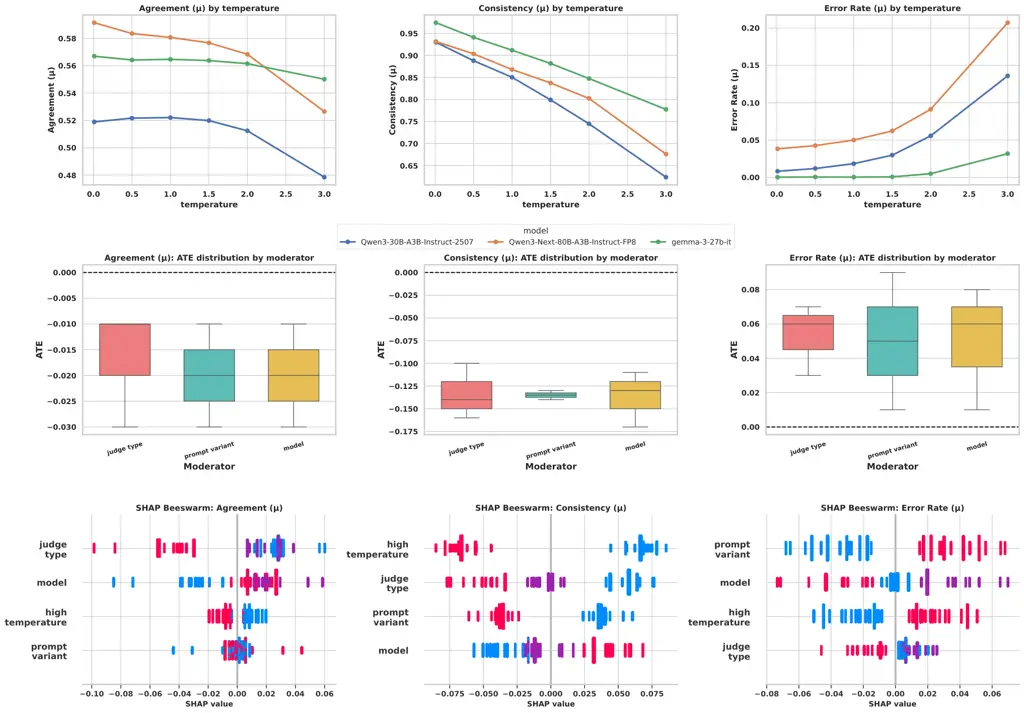 Agreement (μ) by temperature
Agreement (μ)
0.58
0.56
0.54
0.52
0.50
0.48
0.0 0.5 1.0 1.5 2.0 2.5 3.0
temperature
Consistency (μ) by temperature
Consistency (μ)
0.95
0.90
0.85
0.80
0.75
0.70
0.65
0.0 0.5 1.0 1.5 2.0 2.5 3.0
temperature
Error Rate (μ) by temperature
Error Rate (μ)
0.20
0.15
0.10
0.05
0.00
0.0 0.5 1.0 1.5 2.0 2.5 3.0
temperature
model
Qwen3-30B-A3B-Instruct-2507 Qwen3-Next-80B-A3B-Instruct-FP8 gemma-3-27b-it
Agreement (μ): ATE distribution by moderator
ATE
0.000
−0.005
−0.010
−0.015
−0.020
−0.025
−0.030
judge type prompt variant model
Moderator
Consistency (μ): ATE distribution by moderator
ATE
0.000
−0.025
−0.050
−0.075
−0.100
−0.125
−0.150
−0.175
judge type prompt variant model
Moderator
Error Rate (μ): ATE distribution by moderator
ATE
0.08
0.06
0.04
0.02
0.00
judge type prompt variant model
Moderator
SHAP Beeswarm: Agreement (μ)
judge
type
model
high
temperature
prompt
variant
−0.10 −0.08 −0.06 −0.04 −0.02 0.00 0.02 0.04 0.06
SHAP value
SHAP Beeswarm: Consistency (μ)
high
temperature
judge
type
prompt
variant
model
−0.075 −0.050 −0.025 0.000 0.025 0.050 0.075
SHAP value
SHAP Beeswarm: Error Rate (μ)
prompt
variant
model
high
temperature
judge
type
−0.08 −0.06 −0.04 −0.02 0.00 0.02 0.04 0.06
SHAP value